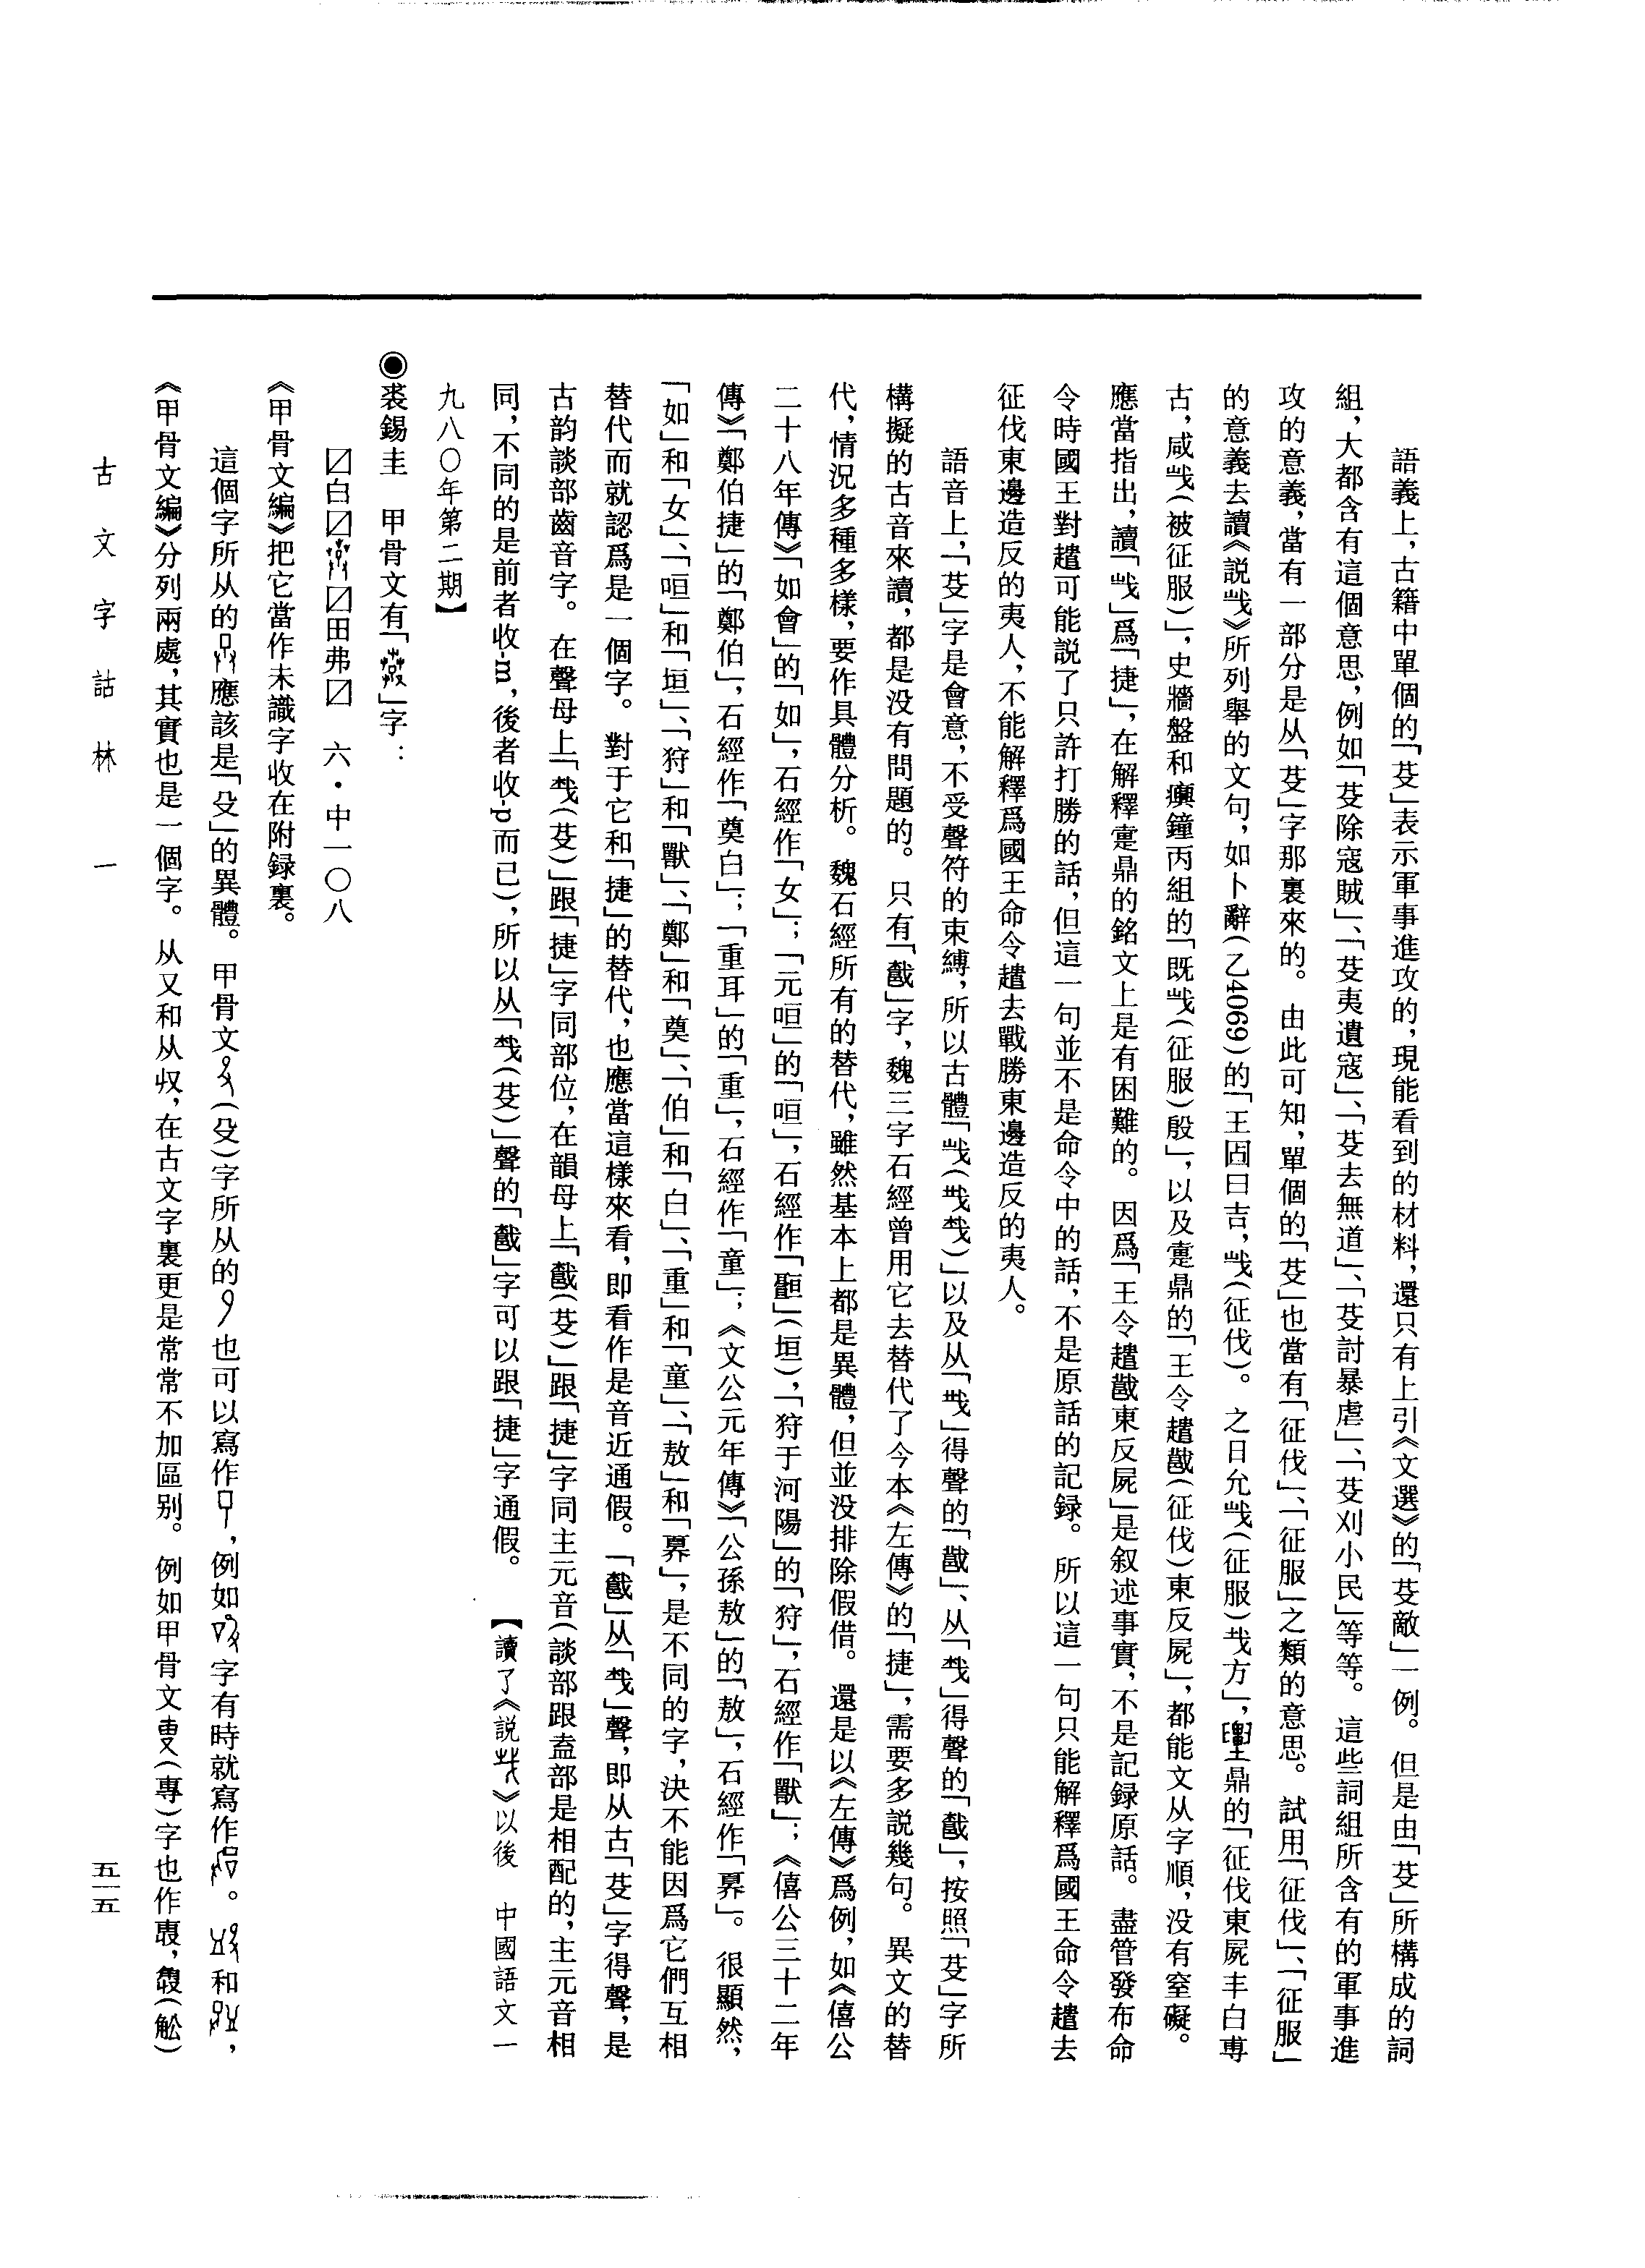 語義上，古籍中單個的「芟」表示軍事進攻的，現能看到的材料，還只有上引《文選》的「芟敵」一例。但是由「芟」所構成的詞
組，大都含有這個意思，例如「芟除寇賊」、「芟夷遺寇」、「芟去無道」、「芟討暴虐」、「芟刈小民」等等。這些詞組所含有的軍事進
攻的意義，當有一部分是从「芟」字那裏來的。由此可知，單個的「芟」也當有「征伐」、「征服」之類的意思。試用「征伐」、「征服」
的意義去讀《説》所列舉的文句，如卜辭（乙4069）的「王固曰吉，（征伐）。之日允（征服）方」，鼎的「征伐東屍丰白専
古，咸（被征服）」，史牆盤和㾓鐘丙組的「既（征服）殷」，以及鼎的「王令趞（征伐）東反屍」，都能文从字順，没有窒礙。
應當指出，讀「」爲「捷」，在解釋鼎的銘文上是有困難的。因爲「王令趞東反屍」是叙述事實，不是記録原話。盡管發布命
令時國王對趞可能説了只許打勝的話，但這一句並不是命令中的話，不是原話的記録。所以這一句只能解釋爲國王命令趞去
征伐東邊造反的夷人，不能解釋爲國王命令趞去戰勝東邊造反的夷人。
語音上，「芟」字是會意，不受聲符的束縛，所以古體「」以及从「」得聲的「」、从「」得聲的「」，按照「芟」字所
構擬的古音來讀，都是没有問題的。只有「」字，魏三字石經曾用它去替代了今本《左傳》的「捷」，需要多説幾句。異文的替
代，情況多種多樣，要作具體分析。魏石經所有的替代，雖然基本上都是異體，但並没排除假借。還是以《左傳》爲例，如《僖公
二十八年傳》「如會」的「如」，石經作「女」；「元咺」的「咺」，石經作「」（垣），「狩于河陽」的「狩」，石經作「獸」；《僖公三十二年
傳》「鄭伯捷」的「鄭伯」，石經作「奠白」；「重耳」的「重」，石經作「童」；《文公元年傳》「公孫敖」的「敖」，石經作「奡」。很顯然，
「如」和「女」、「咺」和「垣」、「狩」和「獸」、「鄭」和「奠」、「伯」和「白」、「重」和「童」、「敖」和「奡」，是不同的字，決不能因爲它們互相
替代而就認爲是一個字。對于它和「捷」的替代，也應當這樣來看，即看作是音近通假。「」从「」聲，即从古「芟」字得聲，是
古韵談部齒音字。在聲母上「（芟）」跟「捷」字同部位，在韻母上「（芟）」跟「捷」字同主元音（談部跟盍部是相配的，主元音相
同，不同的是前者收-m，後者收-p而已），所以从「（芟）」聲的「」字可以跟「捷」字通假。【讀了《説》以後　中國語文一
九八〇年第二期】
◉裘錫圭　甲骨文有「」字：
〼白〼〼田弗〼　六·中一〇八
《甲骨文編》把它當作未識字收在附録裏。
這個字所从的應該是「殳」的異體。甲骨文（殳）字所从的也可以寫作，例如字有時就寫作。和，
《甲骨文編》分列兩處，其實也是一個字。从又和从収，在古文字裏更是常常不加區别。例如甲骨文（專）字也作，（䑦）
古文字詁林　一
五一五